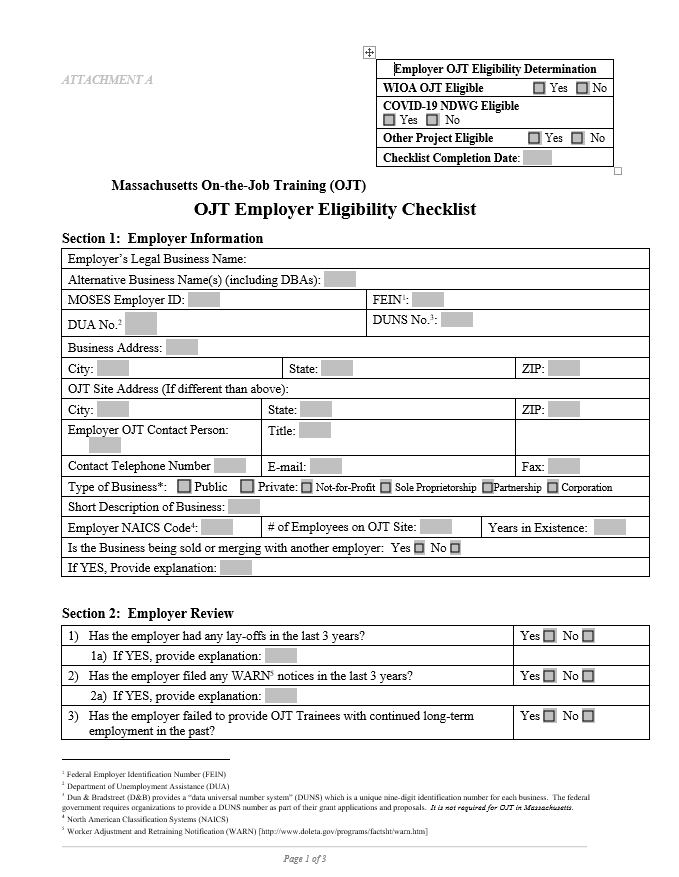 ATTACHMENT A
Employer OJT Eligibility Determination
WIOA OJT Eligible Yes No
COVID-19 NDWG Eligible
Yes No
Other Project Eligible Yes No
Checklist Completion Date:
Massachusetts On-the-Job Training (OJT)
OJT Employer Eligibility Checklist
Section 1: Employer Information
Employer's Legal Business Name:
Alternative Business Name(s) (including DBAs):
MOSES Employer ID: FEIN1:
DUA No.2 DUNS No.3:
Business Address:
City: State: ZIP:
OJT Site Address (If different than above):
City: State: ZIP:
Employer OJT Contact Person: Title:
Contact Telephone Number E-mail: Fax:
Type of Business*: Public Private: Not-for-Profit Sole Proprietorship Partnership Corporation
Short Description of Business:
Employer NAICS Code4: # of Employees on OJT Site: Years in Existence:
Is the Business being sold or merging with another employer: Yes No
If YES, Provide explanation:
Section 2: Employer Review
1) Has the employer had any lay-offs in the last 3 years? Yes No
1a) If YES, provide explanation:
2) Has the employer filed any WARN5 notices in the last 3 years? Yes No
2a) If YES, provide explanation:
3) Has the employer failed to provide OJT Trainees with continued long-term Yes No
employment in the past?
1 Federal Employer Identification Number (FEIN)
2 Department of Unemployment Assistance (DUA)
3 Dun & Bradstreet (D&B) provides a "data universal number system" (DUNS) which is a unique nine-digit identification number for each business. The federal
government requires organizations to provide a DUNS number as part of their grant applications and proposals. It is not required for OJT in Massachusetts.
4 North American Classification Systems (NAICS)
5 Worker Adjustment and Retraining Notification (WARN) [http://www.doleta.gov/programs/factsht/warn.htm]
Page 1 of 3